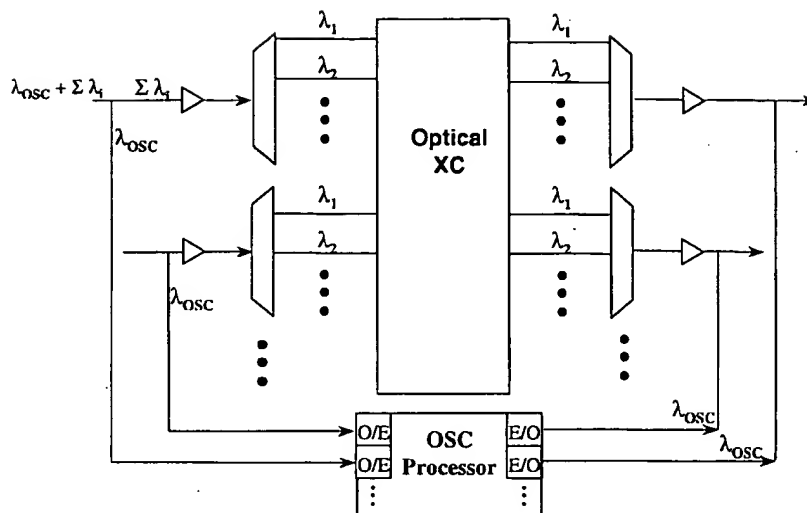 λ1
λ2
λOSC + Σ λi
Σ λi
λOSC
λ1
λ2
λOSC
Optical
XC
λ1
λ2
λ1
λ2
O/E
O/E
OSC
Processor
E/O
E/O
λOSC
λOSC